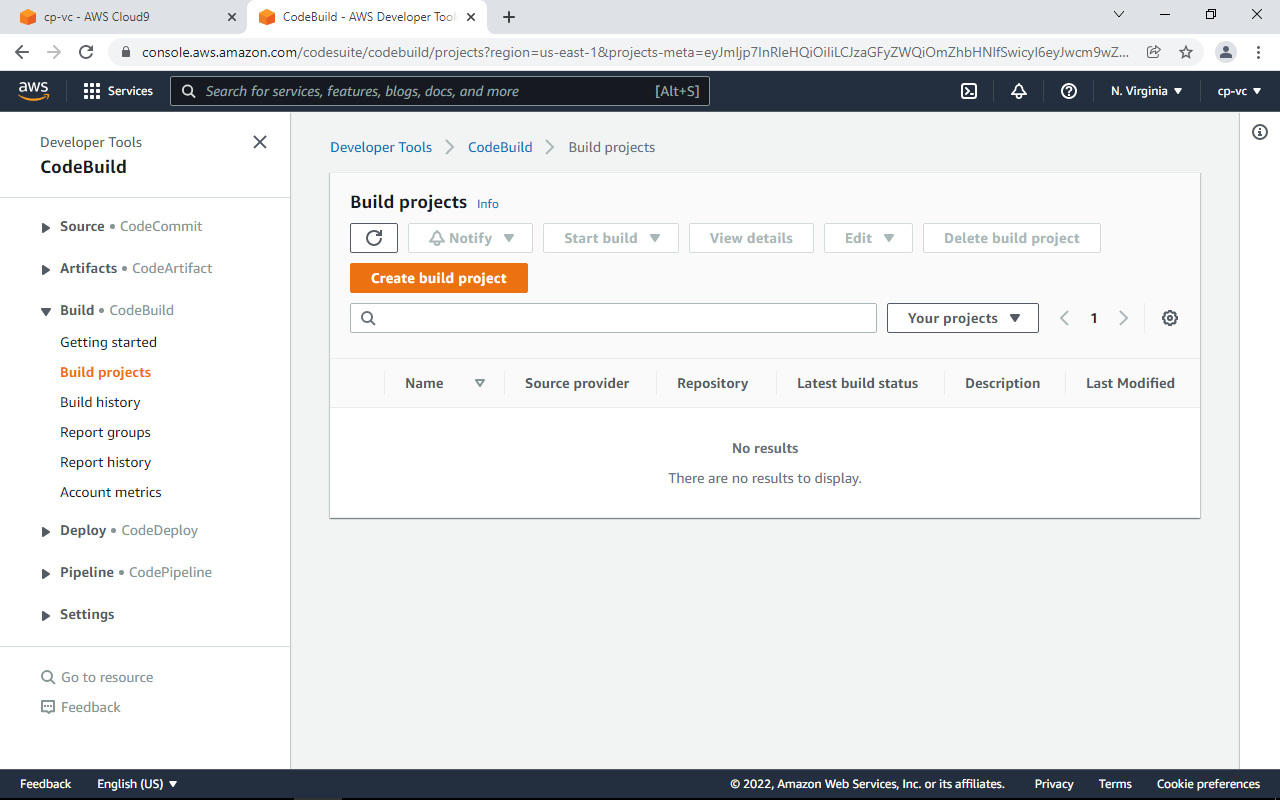 cp-vc - AWS Cloud9
CodeBuild - AWS Developer Tools
console.aws.amazon.com/codesuite/codebuild/projects?region=us-east-1&projects-meta=eyJmIjp7InRleHQiOiIiLCJzaGFyZWQiOmZhbHNlfSwicyI6eyJwcm9wZ...
aws
Services
Search for services, features, blogs, docs, and more
[Alt+S]
N. Virginia
cp-vc
Developer Tools
CodeBuild
Source • CodeCommit
Artifacts • CodeArtifact
Build • CodeBuild
Getting started
Build projects
Build history
Report groups
Report history
Account metrics
Deploy • CodeDeploy
Pipeline • CodePipeline
Settings
Go to resource
Feedback
Developer Tools
CodeBuild
Build projects
Build projects Info
Notify
Start build
View details
Edit
Delete build project
Create build project
Your projects
1
Name
Source provider
Repository
Latest build status
Description
Last Modified
No results
There are no results to display.
Feedback
English (US)
© 2022, Amazon Web Services, Inc. or its affiliates.
Privacy
Terms
Cookie preferences